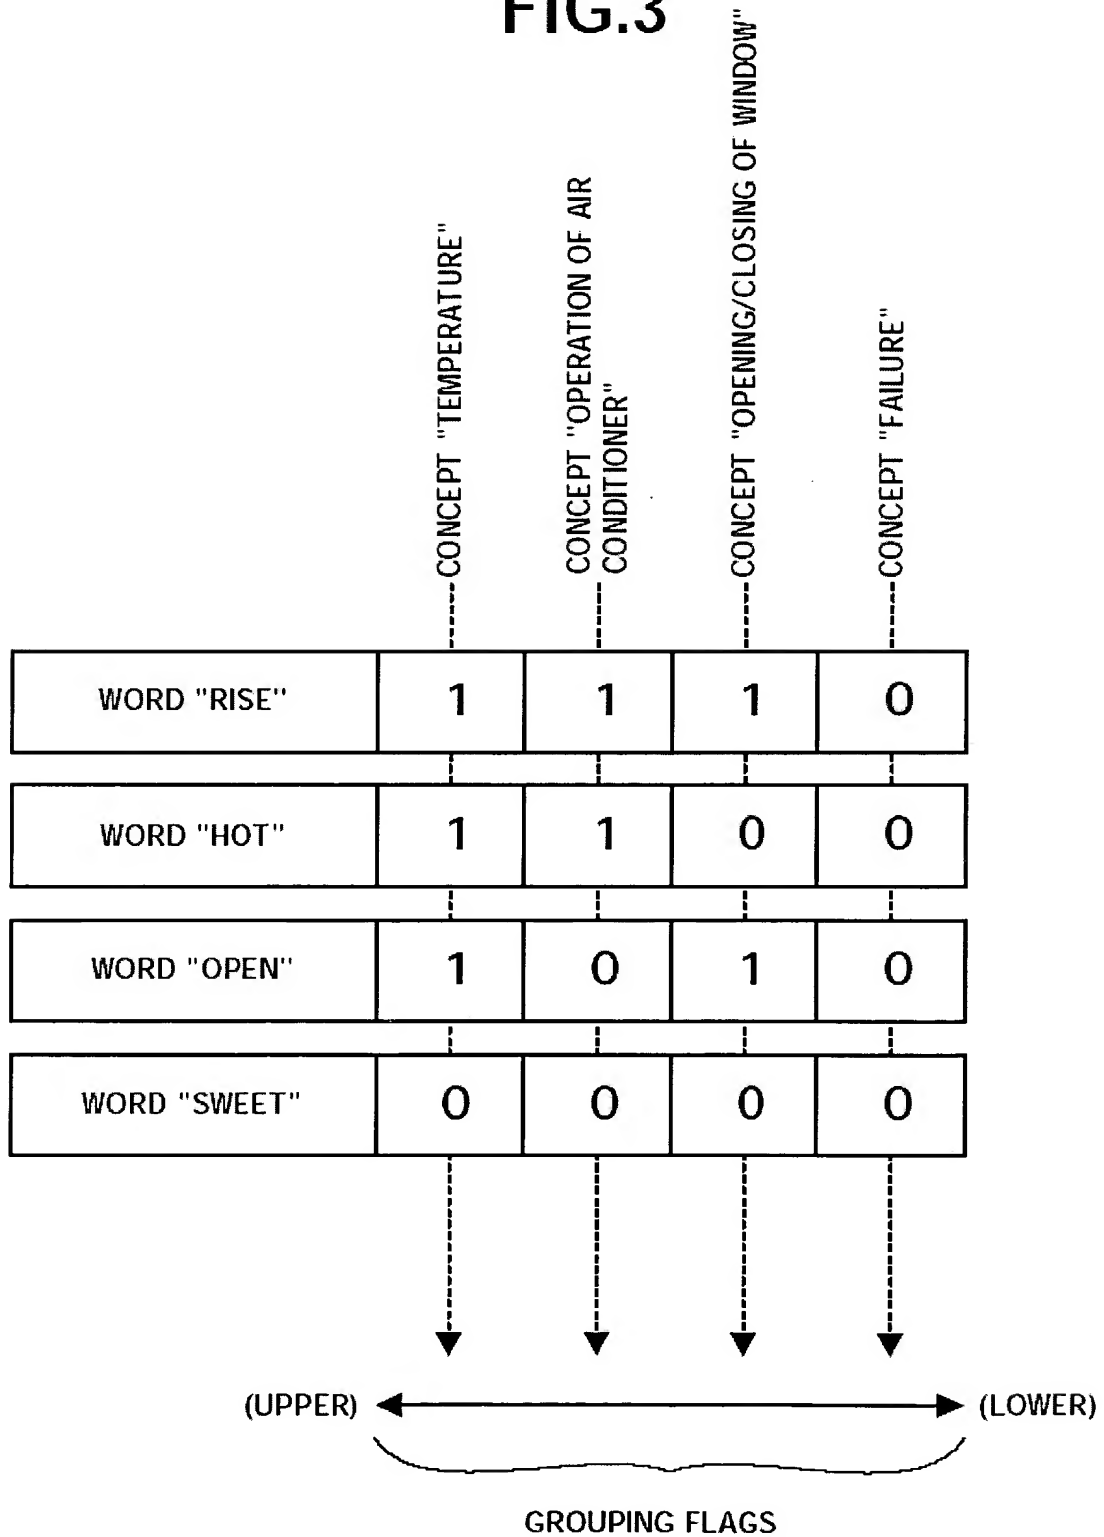 FIG.3
CONCEPT "TEMPERATURE"
CONCEPT "OPERATION OF AIR
CONDITIONER"
CONCEPT "OPENING/CLOSING OF WINDOW"
CONCEPT "FAILURE"
WORD "RISE" 1 1 1 0
WORD "HOT" 1 1 0 0
WORD "OPEN" 1 0 1 0
WORD "SWEET" 0 0 0 0
(UPPER) (LOWER)
GROUPING FLAGS